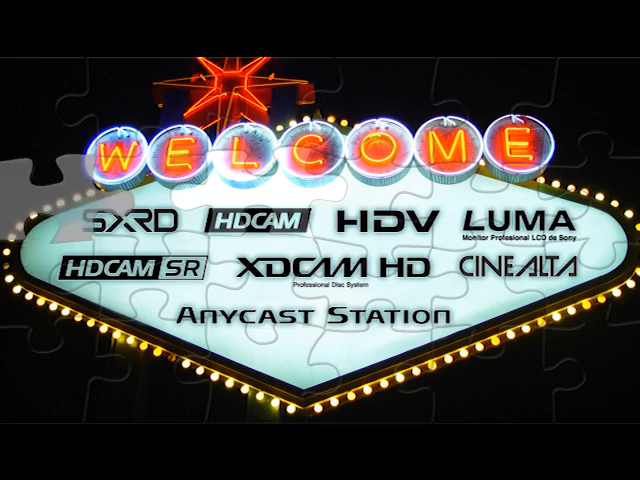 WELCOME
SXRD HDCAM HDV LUMA
Monitor Profesional LCD de Sony
HDCAM SR XDCAM HD CINEALTA
Professional Disc System
ANYCAST STATION